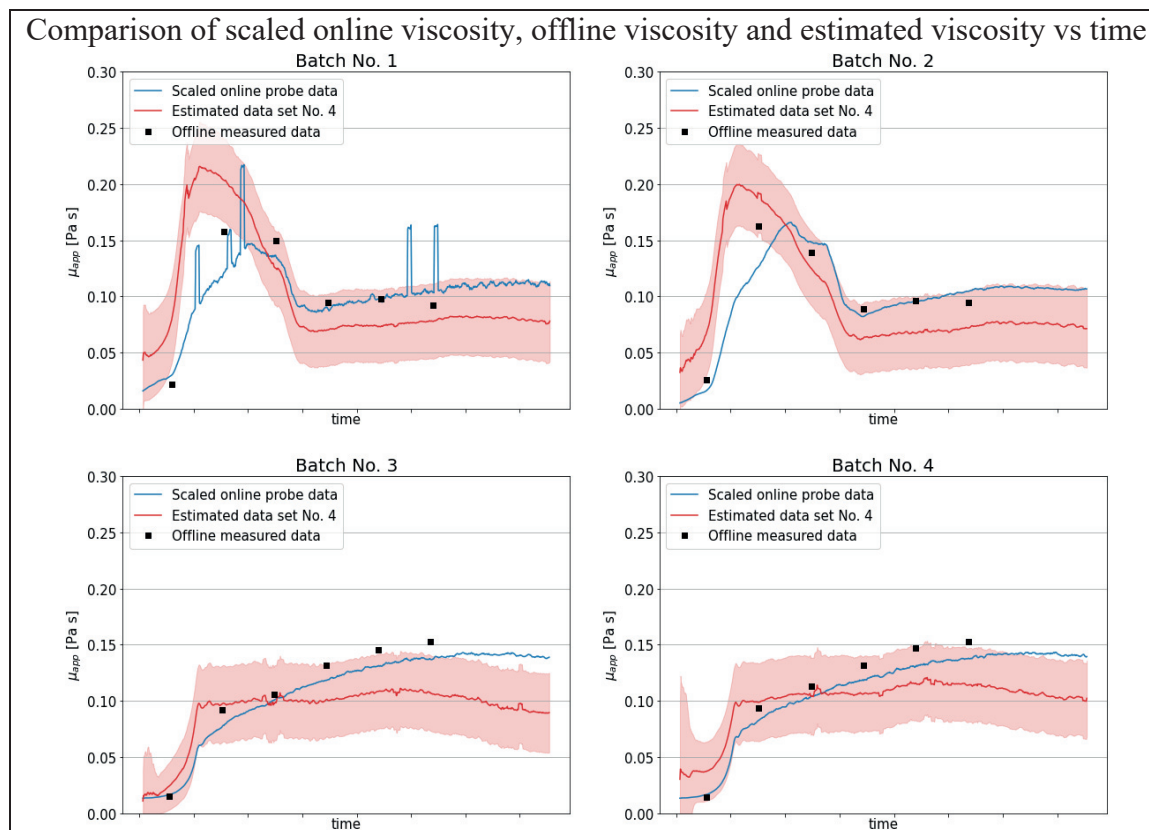 Comparison of scaled online viscosity, offline viscosity and estimated viscosity vs time
Batch No. 1
0.30
0.25
0.20
0.15
0.10
0.05
0.00
μapp [Pa s]
Scaled online probe data
Estimated data set No. 4
Offline measured data
time
Batch No. 2
0.30
0.25
0.20
0.15
0.10
0.05
0.00
μapp [Pa s]
Scaled online probe data
Estimated data set No. 4
Offline measured data
time
Batch No. 3
0.30
0.25
0.20
0.15
0.10
0.05
0.00
μapp [Pa s]
Scaled online probe data
Estimated data set No. 4
Offline measured data
time
Batch No. 4
0.30
0.25
0.20
0.15
0.10
0.05
0.00
μapp [Pa s]
Scaled online probe data
Estimated data set No. 4
Offline measured data
time